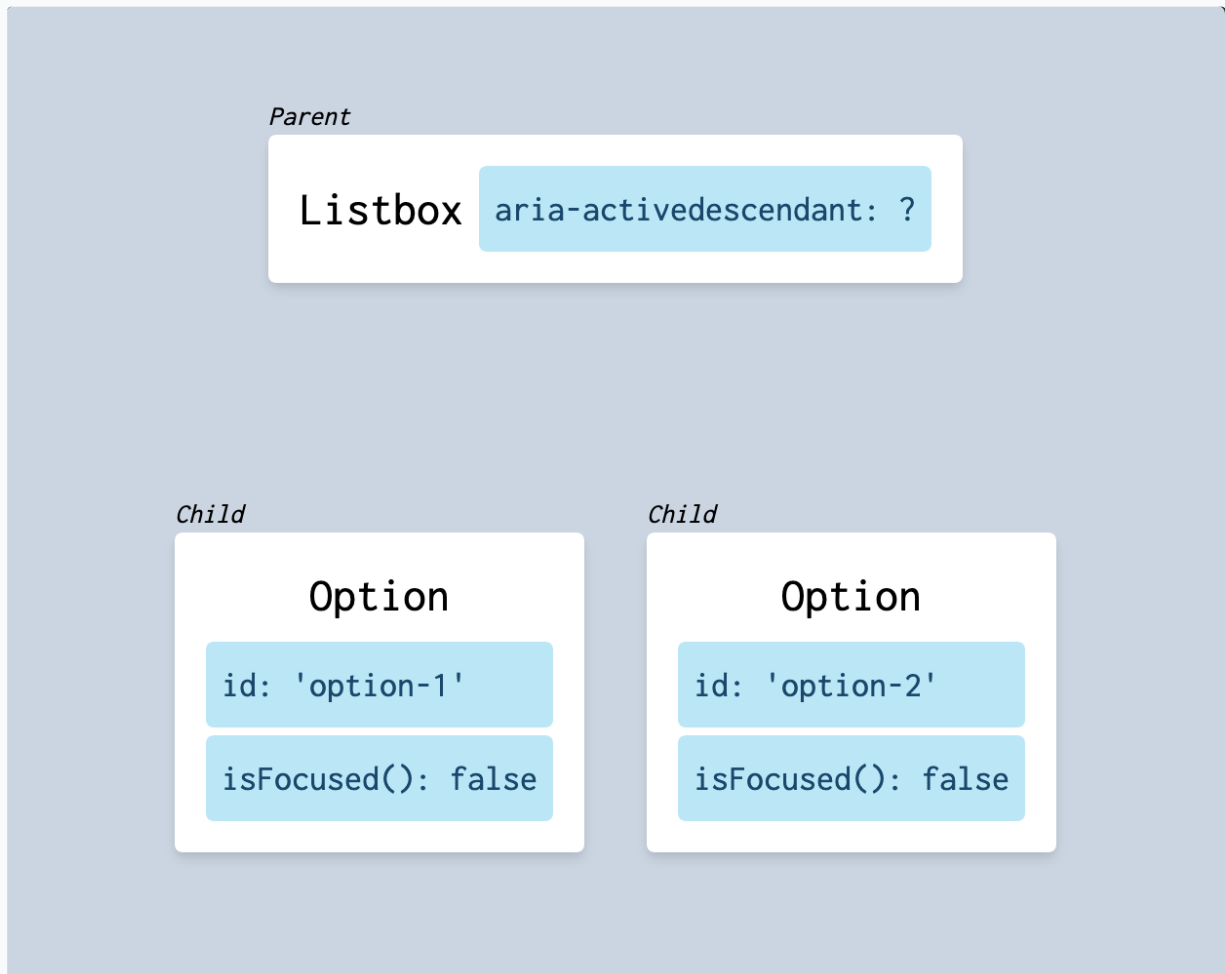 Parent
Listbox aria-activedescendant: ?
Child
Option
id: 'option-1'
isFocused(): false
Child
Option
id: 'option-2'
isFocused(): false